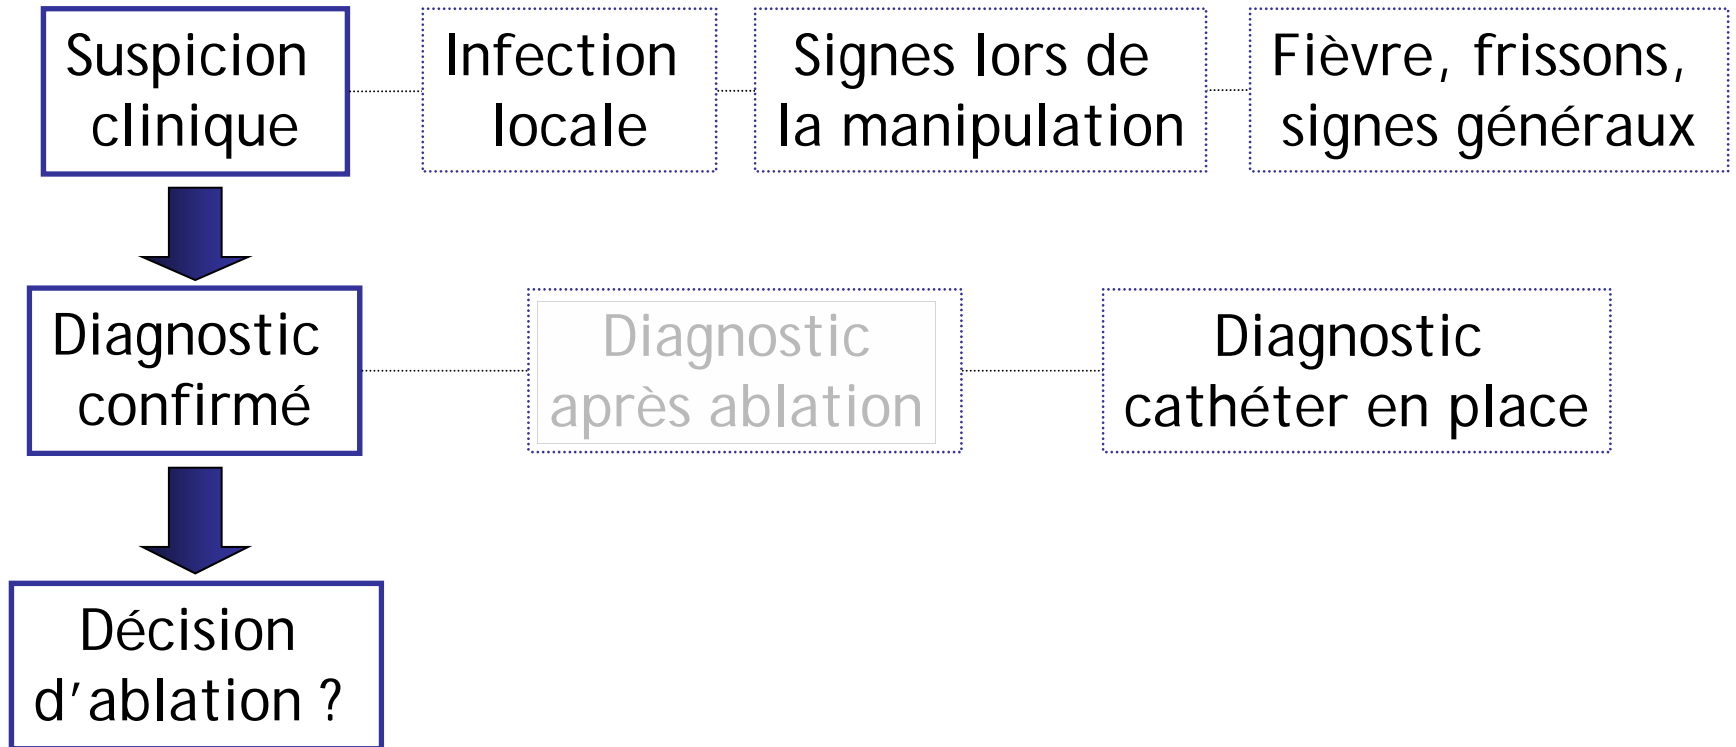 Suspicion
clinique
Infection
locale
Signes lors de
la manipulation
Fièvre, frissons,
signes généraux
Diagnostic
confirmé
Diagnostic
après ablation
Diagnostic
cathéter en place
Décision
d'ablation ?